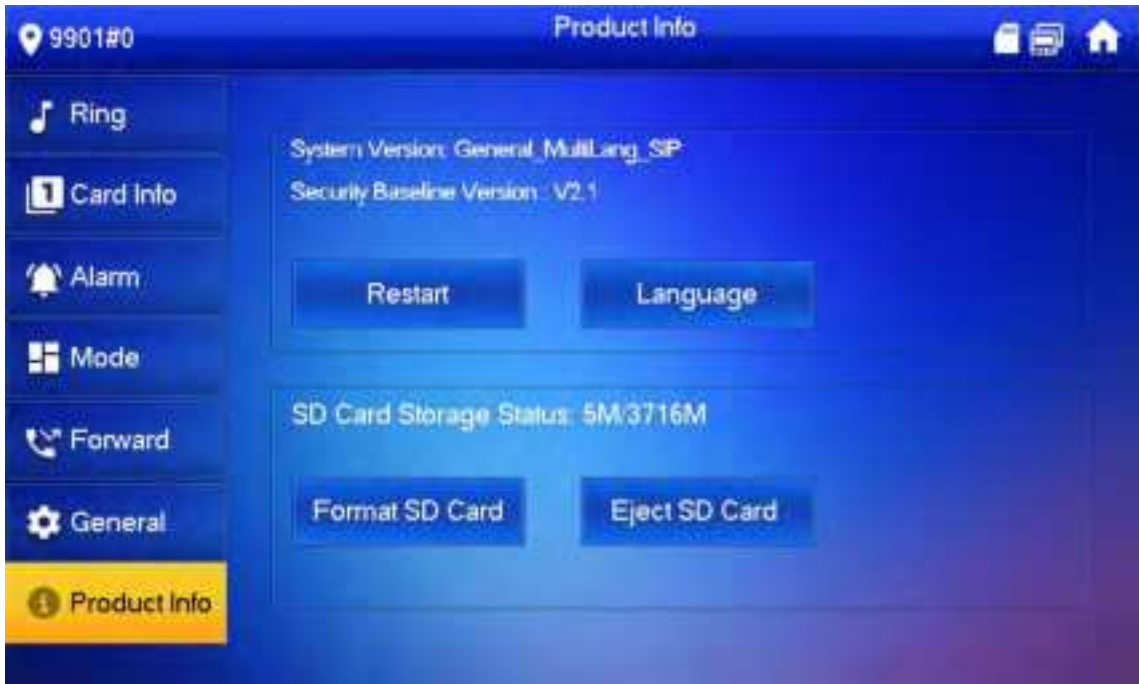 9901#0
Product Info
Ring
Card Info
Alarm
Mode
Forward
General
Product Info
System Version: General_MultiLang_SIP
Security Baseline Version : V2.1
Restart
Language
SD Card Storage Status: 5M/3716M
Format SD Card
Eject SD Card